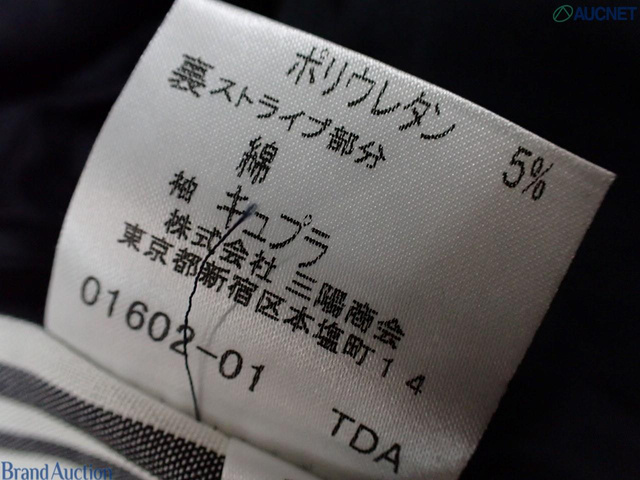 AUCNET
ポリウレタン 5%
裏ストライプ部分
綿
袖 キュプラ
株式会社 三陽商会
東京都新宿区本塩町14
01602-01 TDA
Brand Auction